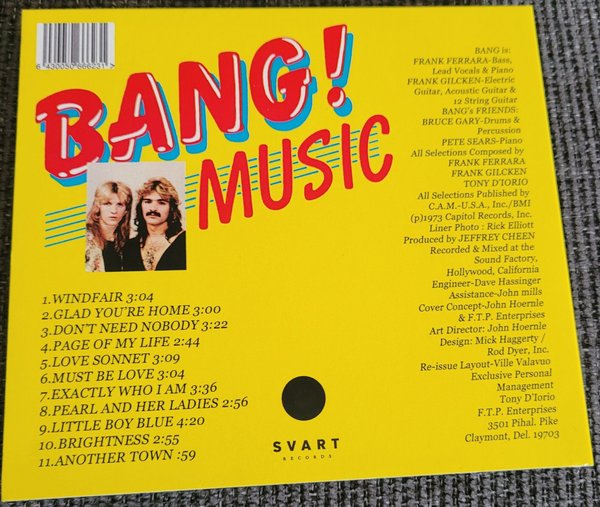 6 430050 666231 >
BANG!
MUSIC
1.WINDFAIR 3:04
2.GLAD YOU'RE HOME 3:00
3.DON'T NEED NOBODY 3:22
4.PAGE OF MY LIFE 2:44
5.LOVE SONNET 3:09
6.MUST BE LOVE 3:04
7.EXACTLY WHO I AM 3:36
8.PEARL AND HER LADIES 2:56
9.LITTLE BOY BLUE 4:20
10.BRIGHTNESS 2:55
11.ANOTHER TOWN :59
SVART
RECORDS
BANG is:
FRANK FERRARA-Bass,
Lead Vocals & Piano
FRANK GILCKEN-Electric
Guitar, Acoustic Guitar &
12 String Guitar
BANG's FRIENDS:
BRUCE GARY-Drums &
Percussion
PETE SEARS-Piano
All Selections Composed by
FRANK FERRARA
FRANK GILCKEN
TONY D'IORIO
All Selections Published by
C.A.M.-U.S.A., Inc./BMI
(p)1973 Capitol Records, Inc.
Liner Photo : Rick Elliott
Produced by JEFFREY CHEEN
Recorded & Mixed at the
Sound Factory,
Hollywood, California
Engineer-Dave Hassinger
Assistance-John mills
Cover Concept-John Hoernle
& F.T.P. Enterprises
Art Director: John Hoernle
Design: Mick Haggerty /
Rod Dyer, Inc.
Re-issue Layout-Ville Valavuo
Exclusive Personal
Management
Tony D'Iorio
F.T.P. Enterprises
3501 Pihal. Pike
Claymont, Del. 19703